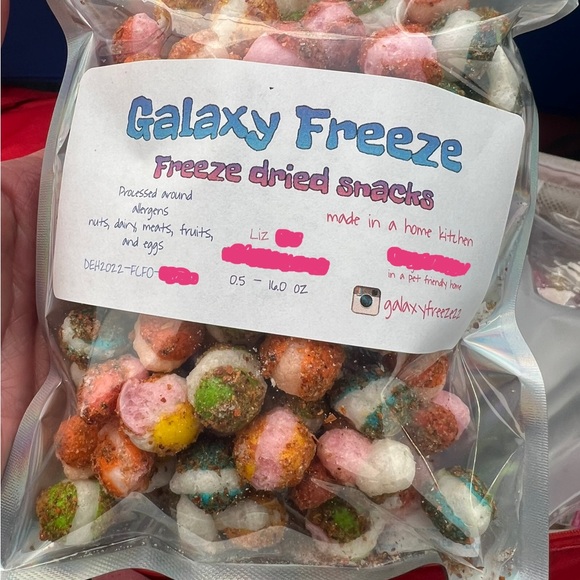 Galaxy Freeze
Freeze dried snacks
Processed around
allergens
nuts, dairy, meats, fruits,
and eggs
DEH2022-FCFO-
Liz
0.5 - 16.0 oz
made in a home kitchen
in a pet friendly home
galaxyfreeze22